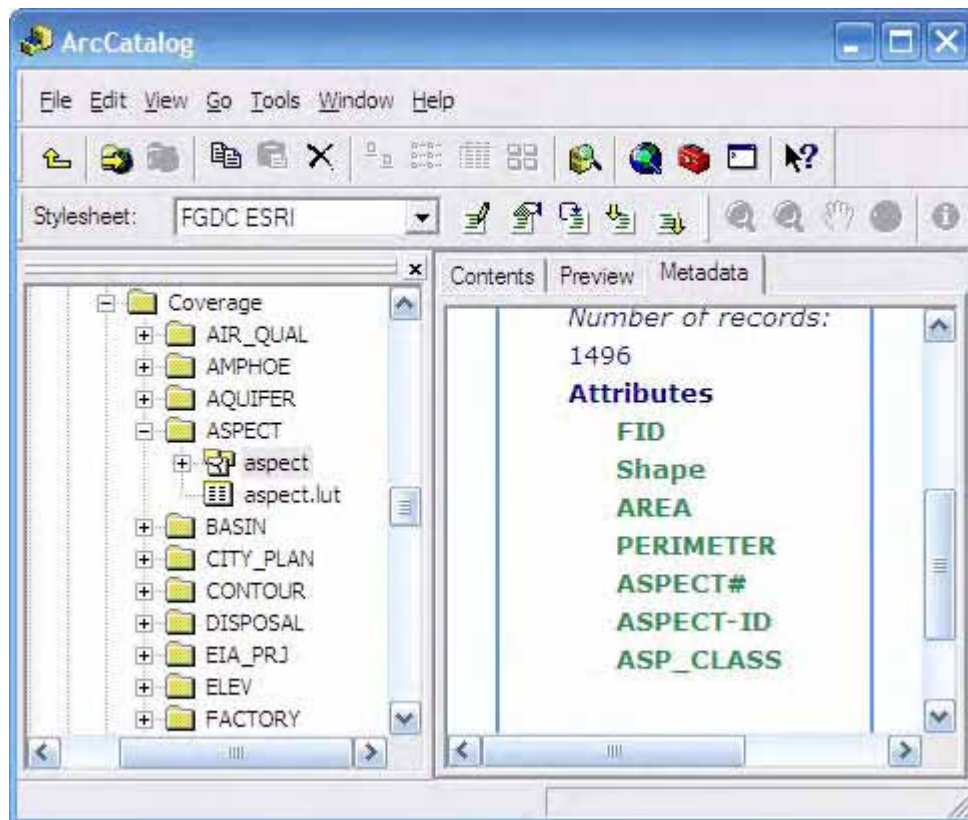 ArcCatalog
File Edit View Go Tools Window Help
Stylesheet: FGDC ESRI
Coverage
AIR_QUAL
AMPHOE
AQUIFER
ASPECT
aspect
aspect.lut
BASIN
CITY_PLAN
CONTOUR
DISPOSAL
EIA_PRJ
ELEV
FACTORY
Contents Preview Metadata
Number of records:
1496
Attributes
FID
Shape
AREA
PERIMETER
ASPECT#
ASPECT-ID
ASP_CLASS